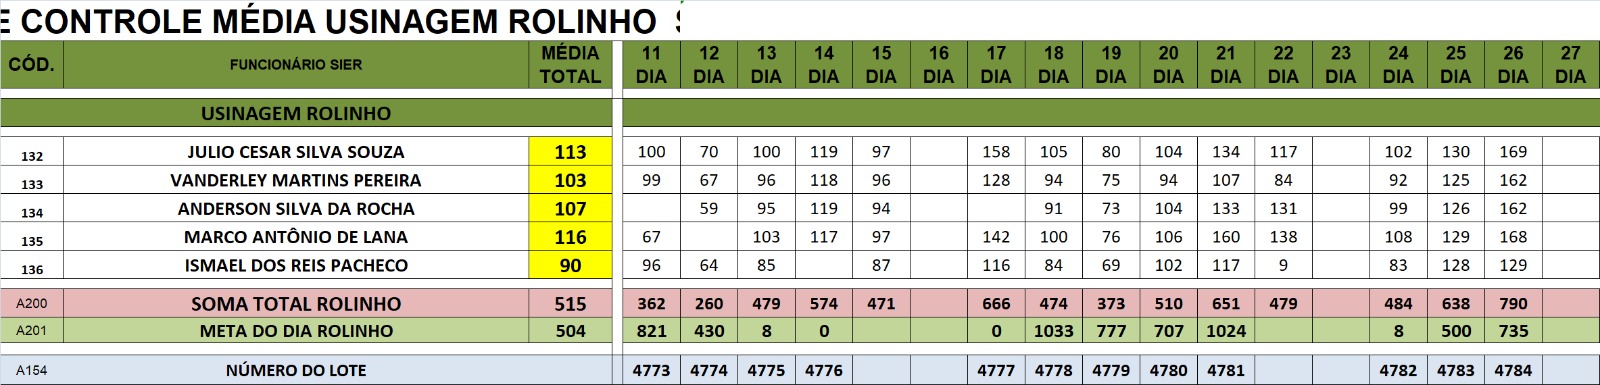 E CONTROLE MÉDIA USINAGEM ROLINHO
CÓD. FUNCIONÁRIO SIER MÉDIA TOTAL 11 DIA 12 DIA 13 DIA 14 DIA 15 DIA 16 DIA 17 DIA 18 DIA 19 DIA 20 DIA 21 DIA 22 DIA 23 DIA 24 DIA 25 DIA 26 DIA 27 DIA
USINAGEM ROLINHO
132 JULIO CESAR SILVA SOUZA 113 100 70 100 119 97 158 105 80 104 134 117 102 130 169
133 VANDERLEY MARTINS PEREIRA 103 99 67 96 118 96 128 94 75 94 107 84 92 125 162
134 ANDERSON SILVA DA ROCHA 107 59 95 119 94 91 73 104 133 131 99 126 162
135 MARCO ANTÔNIO DE LANA 116 67 103 117 97 142 100 76 106 160 138 108 129 168
136 ISMAEL DOS REIS PACHECO 90 96 64 85 87 116 84 69 102 117 9 83 128 129
A200 SOMA TOTAL ROLINHO 515 362 260 479 574 471 666 474 373 510 651 479 484 638 790
A201 META DO DIA ROLINHO 504 821 430 8 0 0 1033 777 707 1024 8 500 735
A154 NÚMERO DO LOTE 4773 4774 4775 4776 4777 4778 4779 4780 4781 4782 4783 4784